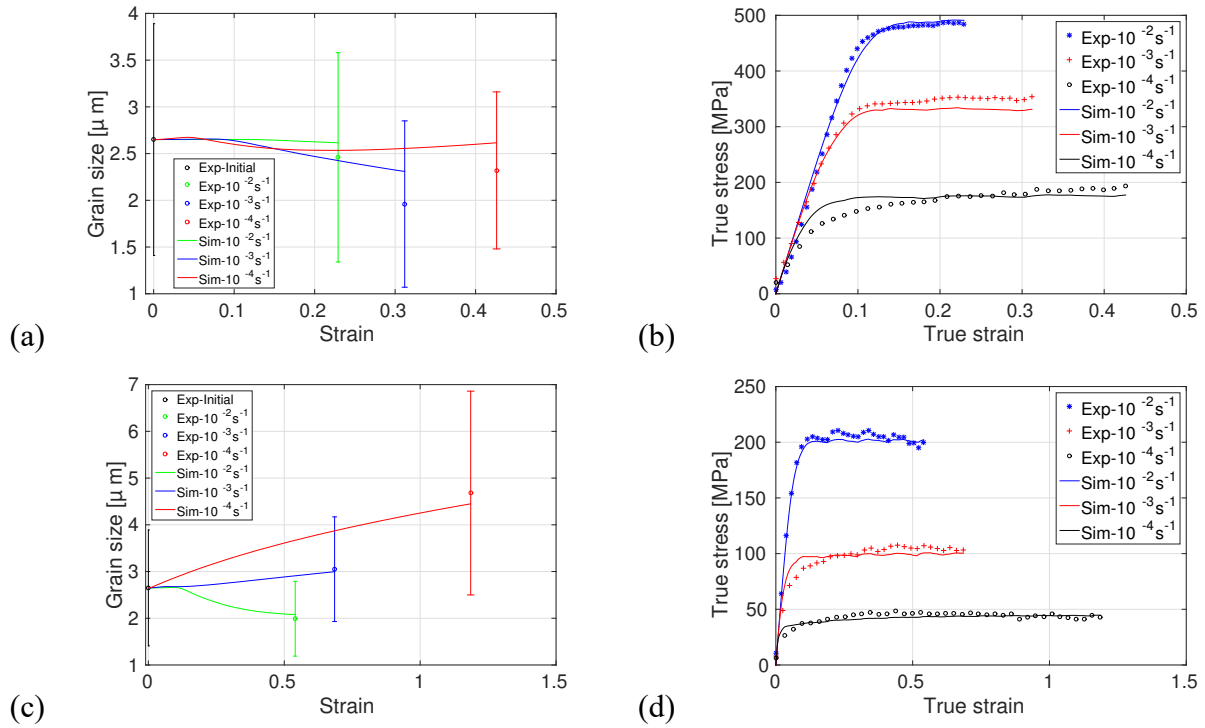 4
3.5
3
2.5
2
1.5
1
Grain size [μ m]
Exp-Initial
Exp-10 -2s-1
Exp-10 -3s-1
Exp-10 -4s-1
Sim-10 -2s-1
Sim-10 -3s-1
Sim-10 -4s-1
0 0.1 0.2 0.3 0.4 0.5
Strain
(a)
500
400
300
200
100
0
True stress [MPa]
Exp-10 -2s-1
Exp-10 -3s-1
Exp-10 -4s-1
Sim-10 -2s-1
Sim-10 -3s-1
Sim-10 -4s-1
0 0.1 0.2 0.3 0.4 0.5
True strain
(b)
7
6
5
4
3
2
1
Grain size [μ m]
Exp-Initial
Exp-10 -2s-1
Exp-10 -3s-1
Exp-10 -4s-1
Sim-10 -2s-1
Sim-10 -3s-1
Sim-10 -4s-1
0 0.5 1 1.5
Strain
(c)
250
200
150
100
50
0
True stress [MPa]
Exp-10 -2s-1
Exp-10 -3s-1
Exp-10 -4s-1
Sim-10 -2s-1
Sim-10 -3s-1
Sim-10 -4s-1
0 0.5 1 1.5
True strain
(d)